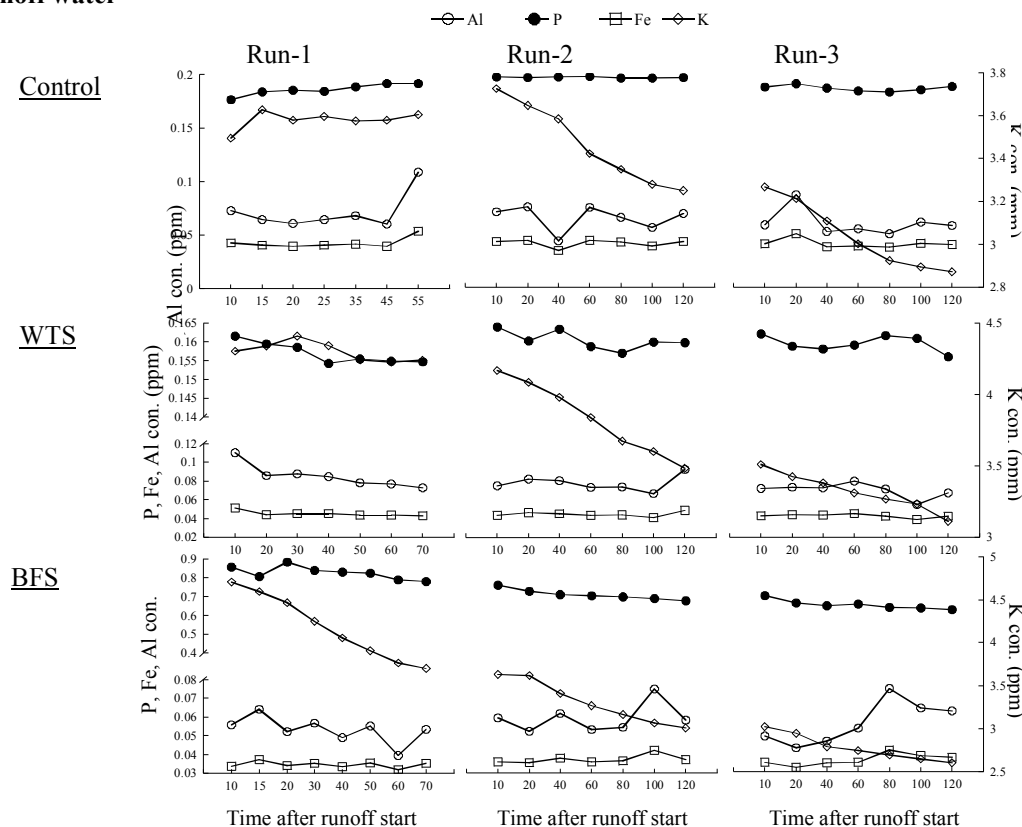 Al P Fe K
Run-1 Run-2 Run-3
Control
0.2
0.15
0.1
0.05
0
Al con. (ppm)
10 15 20 25 35 45 55
10 20 40 60 80 100 120
10 20 40 60 80 100 120
3.8
3.6
3.4
3.2
3
2.8
K con. (ppm)
WTS
0.165
0.16
0.155
0.15
0.145
0.14
0.12
0.1
0.08
0.06
0.04
0.02
P, Fe, Al con. (ppm)
10 20 30 40 50 60 70
10 20 40 60 80 100 120
10 20 40 60 80 100 120
4.5
4
3.5
3
K con. (ppm)
BFS
0.9
0.8
0.7
0.6
0.5
0.4
0.08
0.07
0.06
0.05
0.04
0.03
P, Fe, Al con.
10 15 20 30 40 50 60 70
10 20 40 60 80 100 120
10 20 40 60 80 100 120
5
4.5
4
3.5
3
2.5
K con. (ppm)
Time after runoff start Time after runoff start Time after runoff start